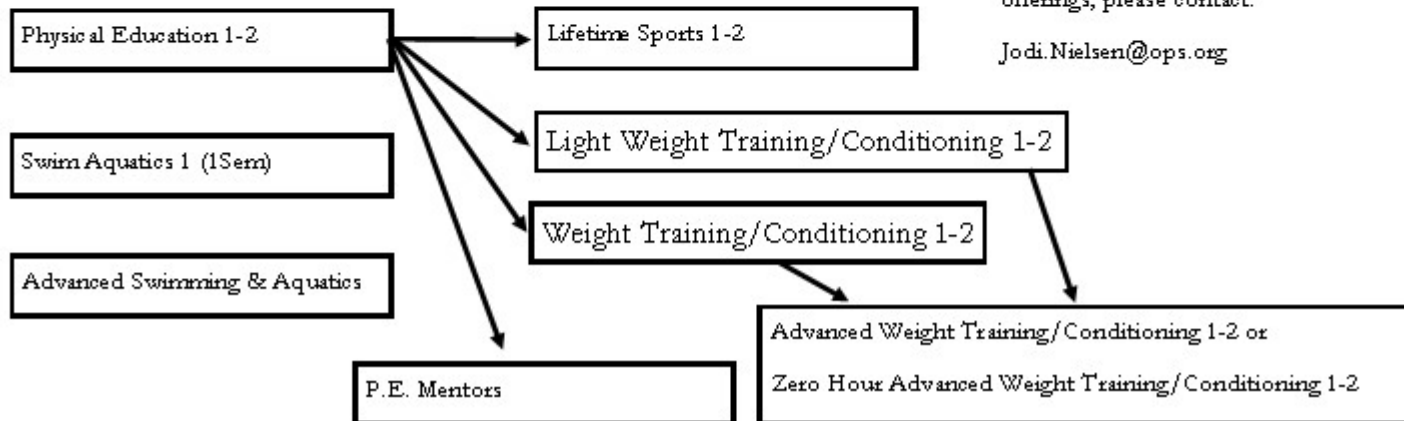 offerings, please contact:
Jodi.Nielsen@ops.org
Physical Education 1-2
Lifetime Sports 1-2
Swim Aquatics 1 (1Sem)
Light Weight Training/Conditioning 1-2
Weight Training/Conditioning 1-2
Advanced Swimming & Aquatics
P.E. Mentors
Advanced Weight Training/Conditioning 1-2 or
Zero Hour Advanced Weight Training/Conditioning 1-2